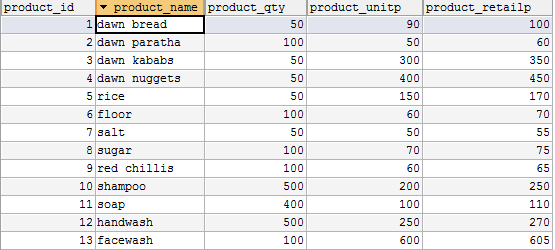 product_id product_name product_qty product_unitp product_retailp
1 dawn bread 50 90 100
2 dawn paratha 100 50 60
3 dawn kababs 50 300 350
4 dawn nuggets 50 400 450
5 rice 50 150 170
6 floor 100 60 70
7 salt 50 50 55
8 sugar 100 70 75
9 red chillis 100 60 65
10 shampoo 500 200 250
11 soap 400 100 110
12 handwash 500 250 270
13 facewash 100 600 605